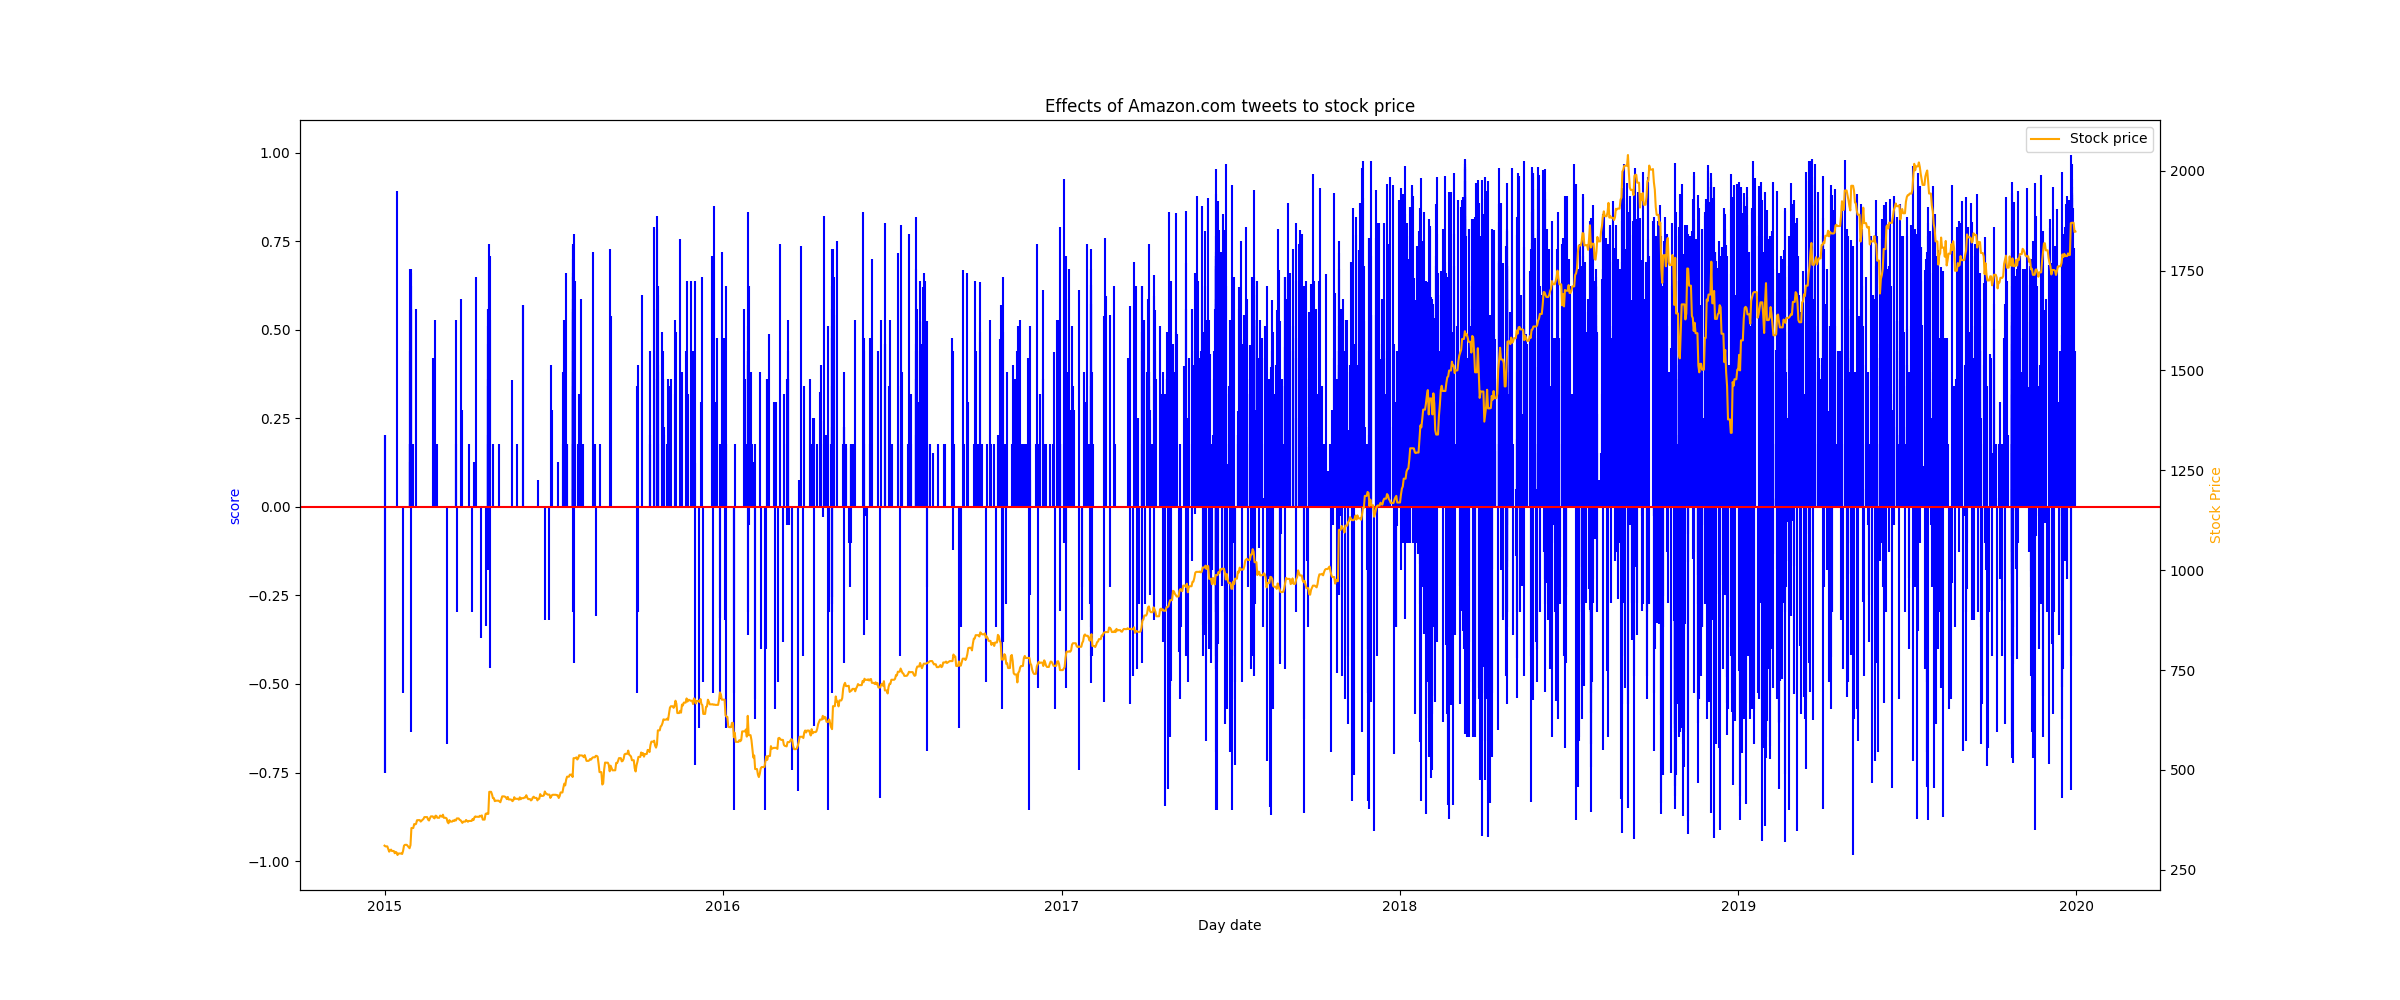 Effects of Amazon.com tweets to stock price
Stock price
1.00
0.75
0.50
0.25
0.00
−0.25
−0.50
−0.75
−1.00
score
2000
1750
1500
1250
1000
750
500
250
Stock Price
2015 2016 2017 2018 2019 2020
Day date